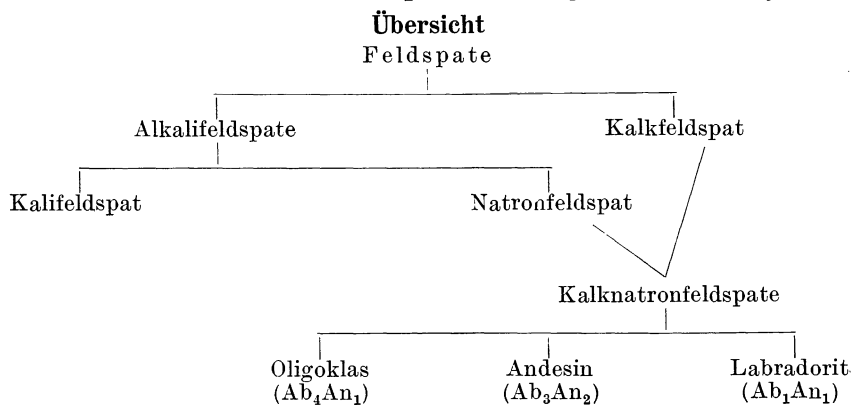 Übersicht
Feldspate
Alkalifeldspate Kalkfeldspat
Kalifeldspat Natronfeldspat
Kalknatronfeldspate
Oligoklas Andesin Labradorit
(Ab₄An₁) (Ab₃An₂) (Ab₁An₁)